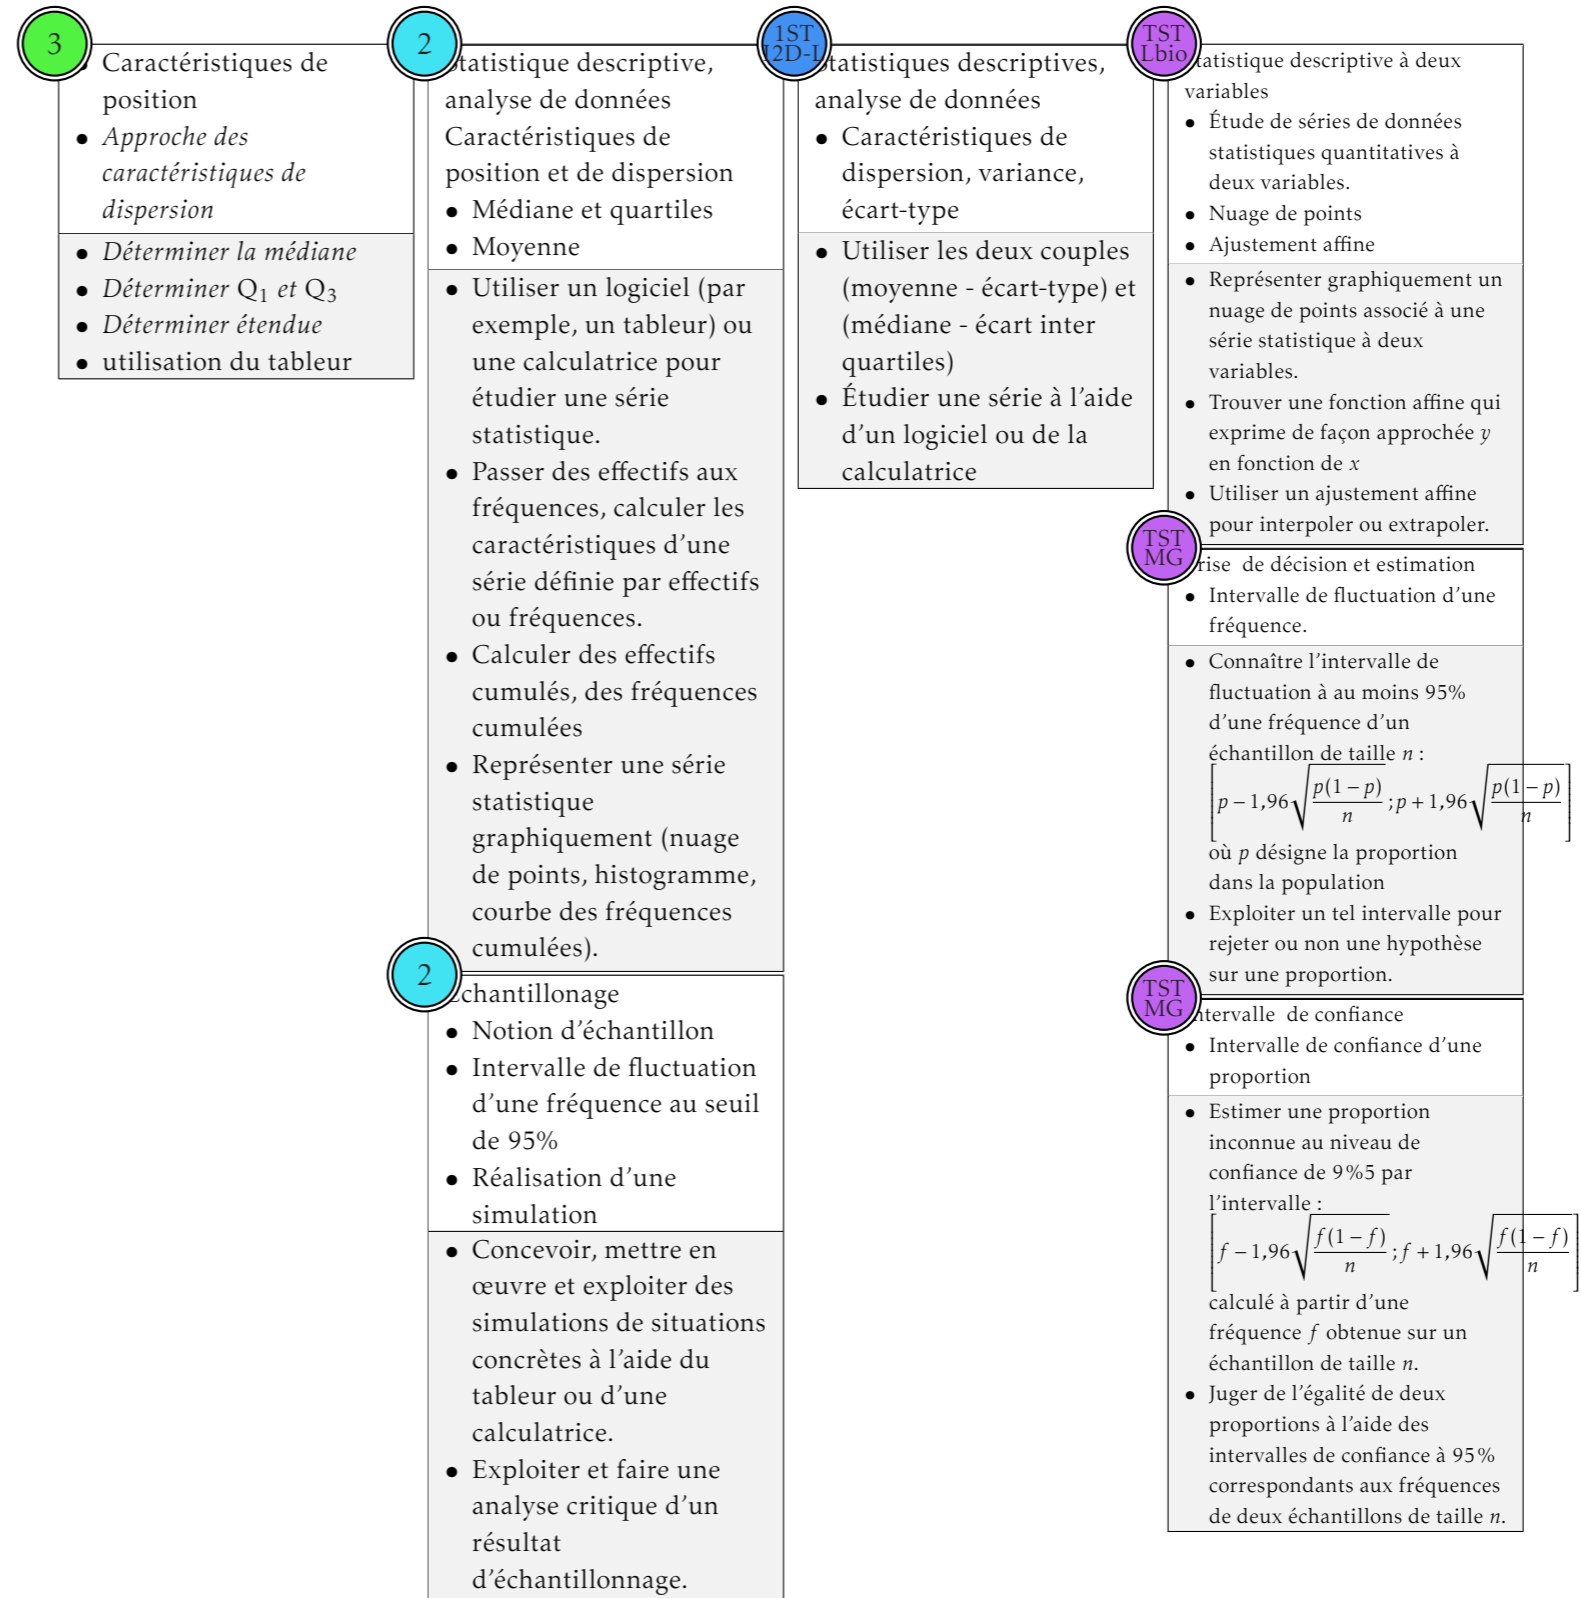 3
• Caractéristiques de
position
• Approche des
caractéristiques de
dispersion
• Déterminer la médiane
• Déterminer Q₁ et Q₃
• Déterminer étendue
• utilisation du tableur
2
Statistique descriptive,
analyse de données
Caractéristiques de
position et de dispersion
• Médiane et quartiles
• Moyenne
• Utiliser un logiciel (par
exemple, un tableur) ou
une calculatrice pour
étudier une série
statistique.
• Passer des effectifs aux
fréquences, calculer les
caractéristiques d'une
série définie par effectifs
ou fréquences.
• Calculer des effectifs
cumulés, des fréquences
cumulées
• Représenter une série
statistique
graphiquement (nuage
de points, histogramme,
courbe des fréquences
cumulées).
2
Echantillonage
• Notion d'échantillon
• Intervalle de fluctuation
d'une fréquence au seuil
de 95%
• Réalisation d'une
simulation
• Concevoir, mettre en
œuvre et exploiter des
simulations de situations
concrètes à l'aide du
tableur ou d'une
calculatrice.
• Exploiter et faire une
analyse critique d'un
résultat
d'échantillonnage.
1ST
I2D-L
Statistiques descriptives,
analyse de données
• Caractéristiques de
dispersion, variance,
écart-type
• Utiliser les deux couples
(moyenne - écart-type) et
(médiane - écart inter
quartiles)
• Étudier une série à l'aide
d'un logiciel ou de la
calculatrice
TST
Lbio
Statistique descriptive à deux
variables
• Étude de séries de données
statistiques quantitatives à
deux variables.
• Nuage de points
• Ajustement affine
• Représenter graphiquement un
nuage de points associé à une
série statistique à deux
variables.
• Trouver une fonction affine qui
exprime de façon approchée y
en fonction de x
• Utiliser un ajustement affine
pour interpoler ou extrapoler.
TST
MG
Prise de décision et estimation
• Intervalle de fluctuation d'une
fréquence.
• Connaître l'intervalle de
fluctuation à au moins 95%
d'une fréquence d'un
échantillon de taille n :
[p − 1,96√(p(1 − p)/n) ; p + 1,96√(p(1 − p)/n)]
où p désigne la proportion
dans la population
• Exploiter un tel intervalle pour
rejeter ou non une hypothèse
sur une proportion.
TST
MG
Intervalle de confiance
• Intervalle de confiance d'une
proportion
• Estimer une proportion
inconnue au niveau de
confiance de 9%5 par
l'intervalle :
[f − 1,96√(f(1 − f)/n) ; f + 1,96√(f(1 − f)/n)]
calculé à partir d'une
fréquence f obtenue sur un
échantillon de taille n.
• Juger de l'égalité de deux
proportions à l'aide des
intervalles de confiance à 95%
correspondants aux fréquences
de deux échantillons de taille n.